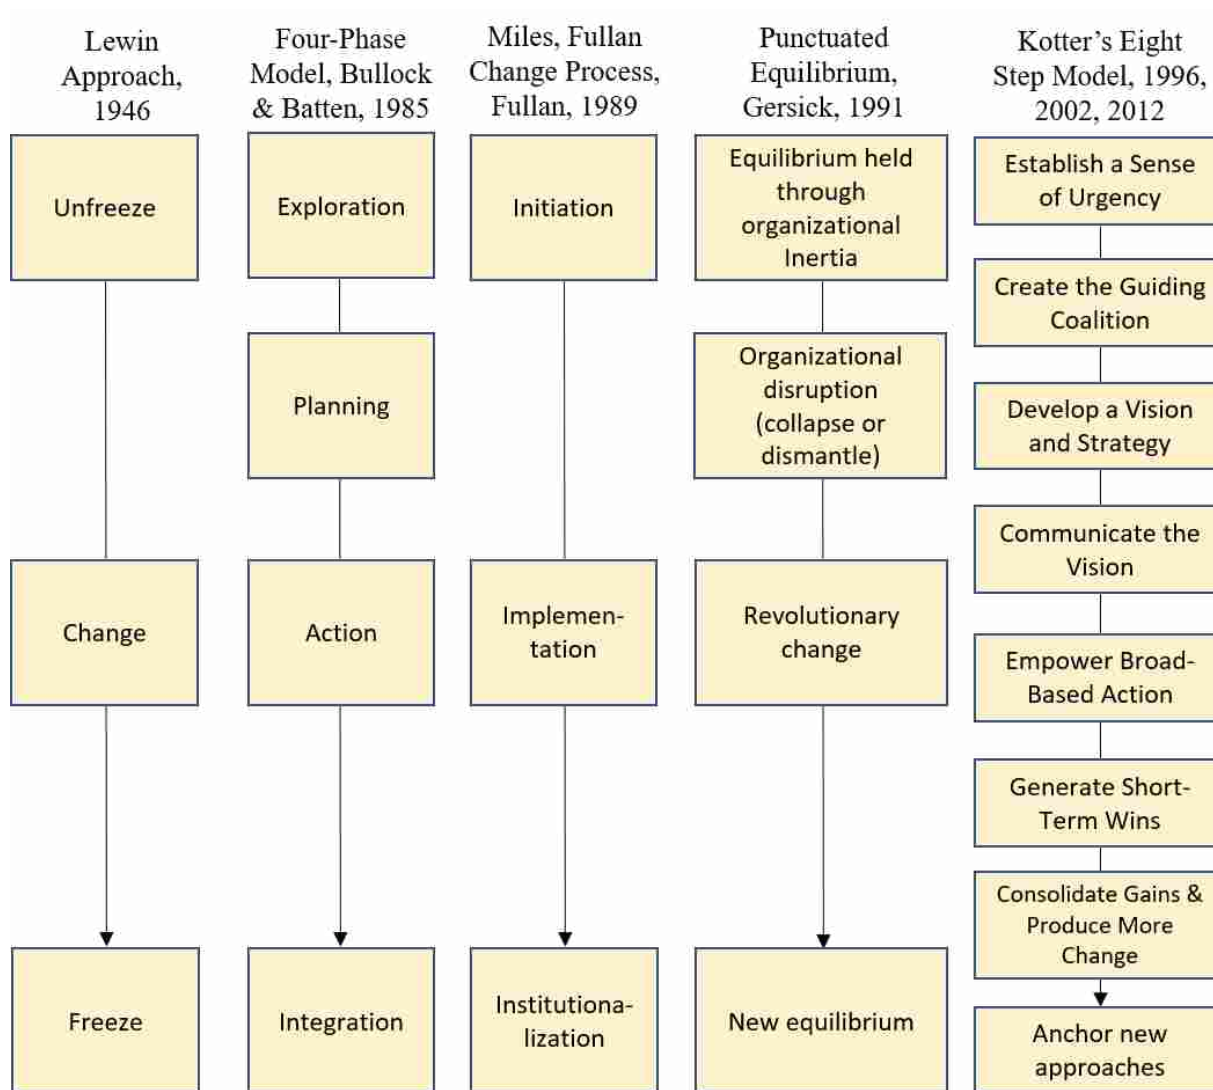 Lewin
Approach,
1946
Unfreeze
Change
Freeze
Four-Phase
Model, Bullock
& Batten, 1985
Exploration
Planning
Action
Integration
Miles, Fullan
Change Process,
Fullan, 1989
Initiation
Implemen-
tation
Institutiona-
lization
Punctuated
Equilibrium,
Gersick, 1991
Equilibrium held
through
organizational
Inertia
Organizational
disruption
(collapse or
dismantle)
Revolutionary
change
New equilibrium
Kotter's Eight
Step Model, 1996,
2002, 2012
Establish a Sense
of Urgency
Create the Guiding
Coalition
Develop a Vision
and Strategy
Communicate the
Vision
Empower Broad-
Based Action
Generate Short-
Term Wins
Consolidate Gains &
Produce More
Change
Anchor new
approaches